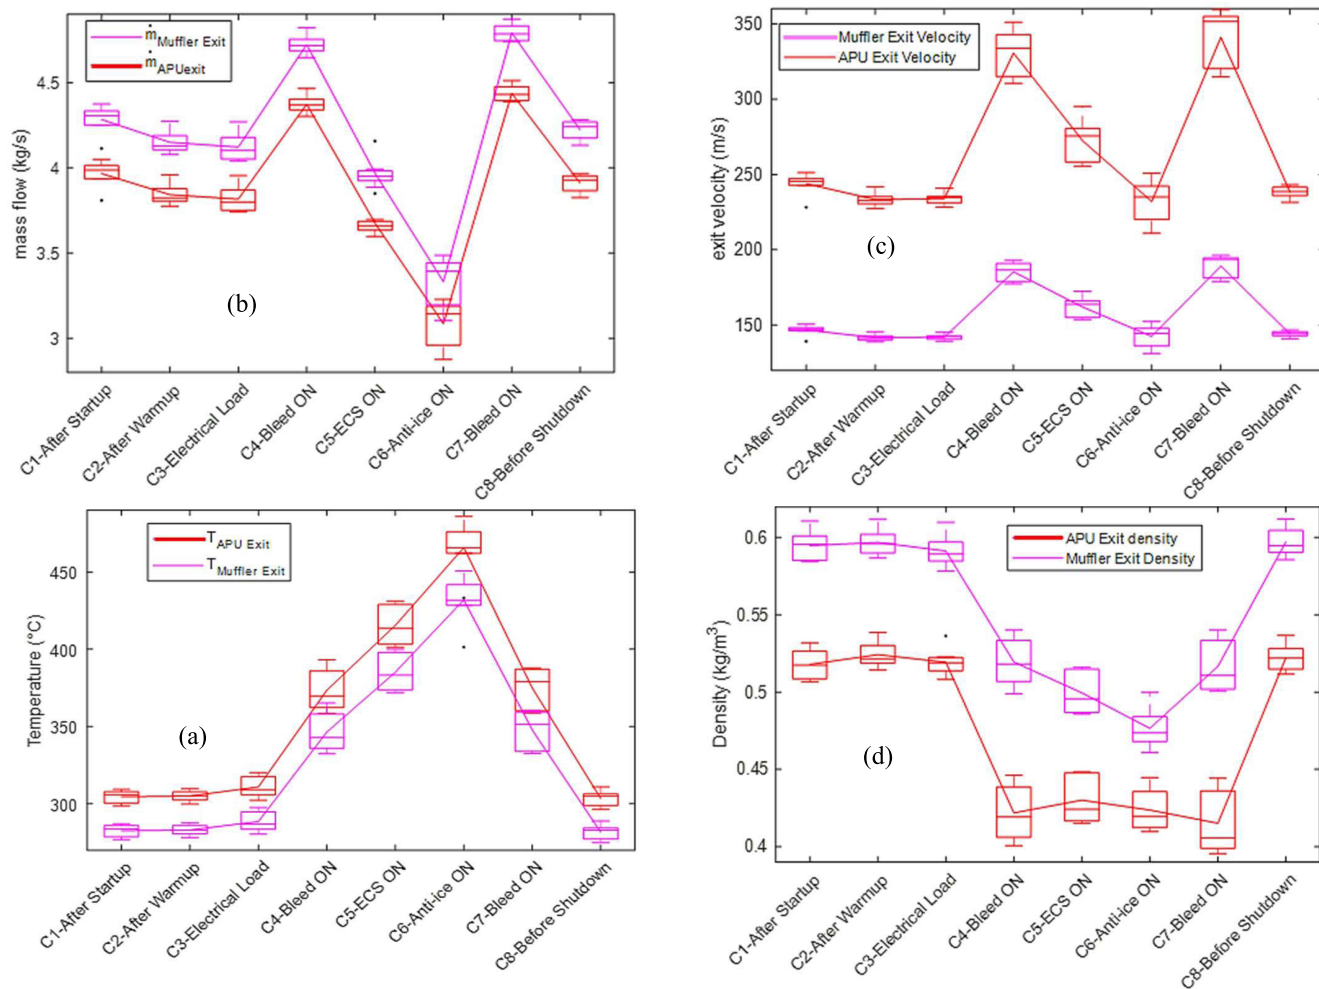 ṁMuffler Exit
ṁAPUexit
mass flow (kg/s)
4.5
4
3.5
3
(b)
C1-After Startup
C2-After Warmup
C3-Electrical Load
C4-Bleed ON
C5-ECS ON
C6-Anti-ice ON
C7-Bleed ON
C8-Before Shutdown
Muffler Exit Velocity
APU Exit Velocity
exit velocity (m/s)
350
300
250
200
150
(c)
C1-After Startup
C2-After Warmup
C3-Electrical Load
C4-Bleed ON
C5-ECS ON
C6-Anti-ice ON
C7-Bleed ON
C8-Before Shutdown
TAPU Exit
TMuffler Exit
Temperature (°C)
450
400
350
300
(a)
C1-After Startup
C2-After Warmup
C3-Electrical Load
C4-Bleed ON
C5-ECS ON
C6-Anti-ice ON
C7-Bleed ON
C8-Before Shutdown
APU Exit density
Muffler Exit Density
Density (kg/m³)
0.6
0.55
0.5
0.45
0.4
(d)
C1-After Startup
C2-After Warmup
C3-Electrical Load
C4-Bleed ON
C5-ECS ON
C6-Anti-ice ON
C7-Bleed ON
C8-Before Shutdown